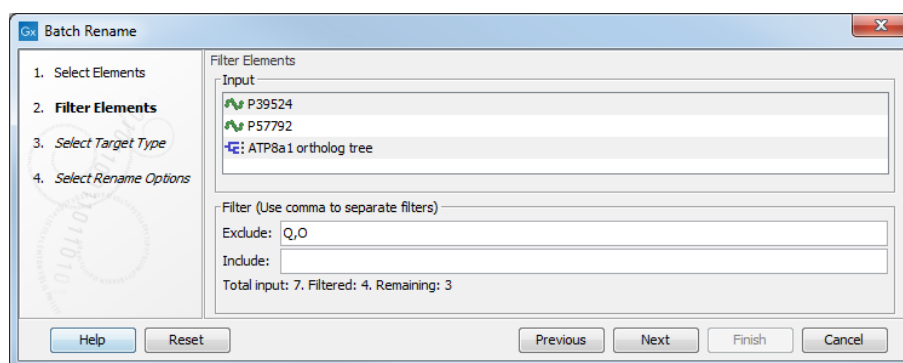 Gx Batch Rename
1. Select Elements
2. Filter Elements
3. Select Target Type
4. Select Rename Options
Filter Elements
Input
P39524
P57792
ATP8a1 ortholog tree
Filter (Use comma to separate filters)
Exclude: Q,O
Include:
Total input: 7. Filtered: 4. Remaining: 3
Help Reset Previous Next Finish Cancel